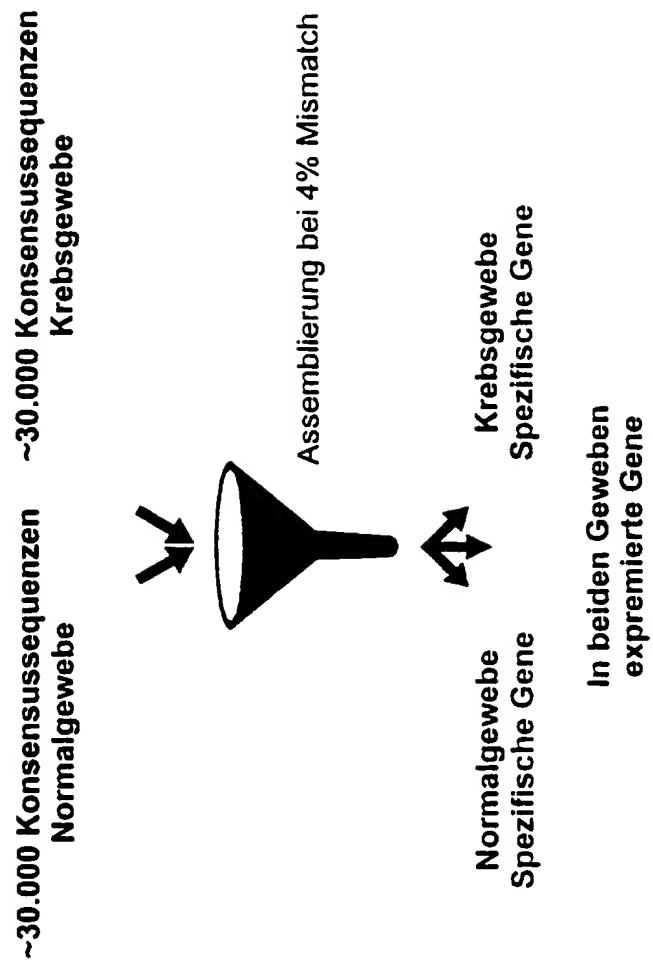 ~30.000 Konsensussequenzen
Normalgewebe
~30.000 Konsensussequenzen
Krebsgewebe
Assemblierung bei 4% Mismatch
Normalgewebe
Spezifische Gene
Krebsgewebe
Spezifische Gene
In beiden Geweben
expremierte Gene